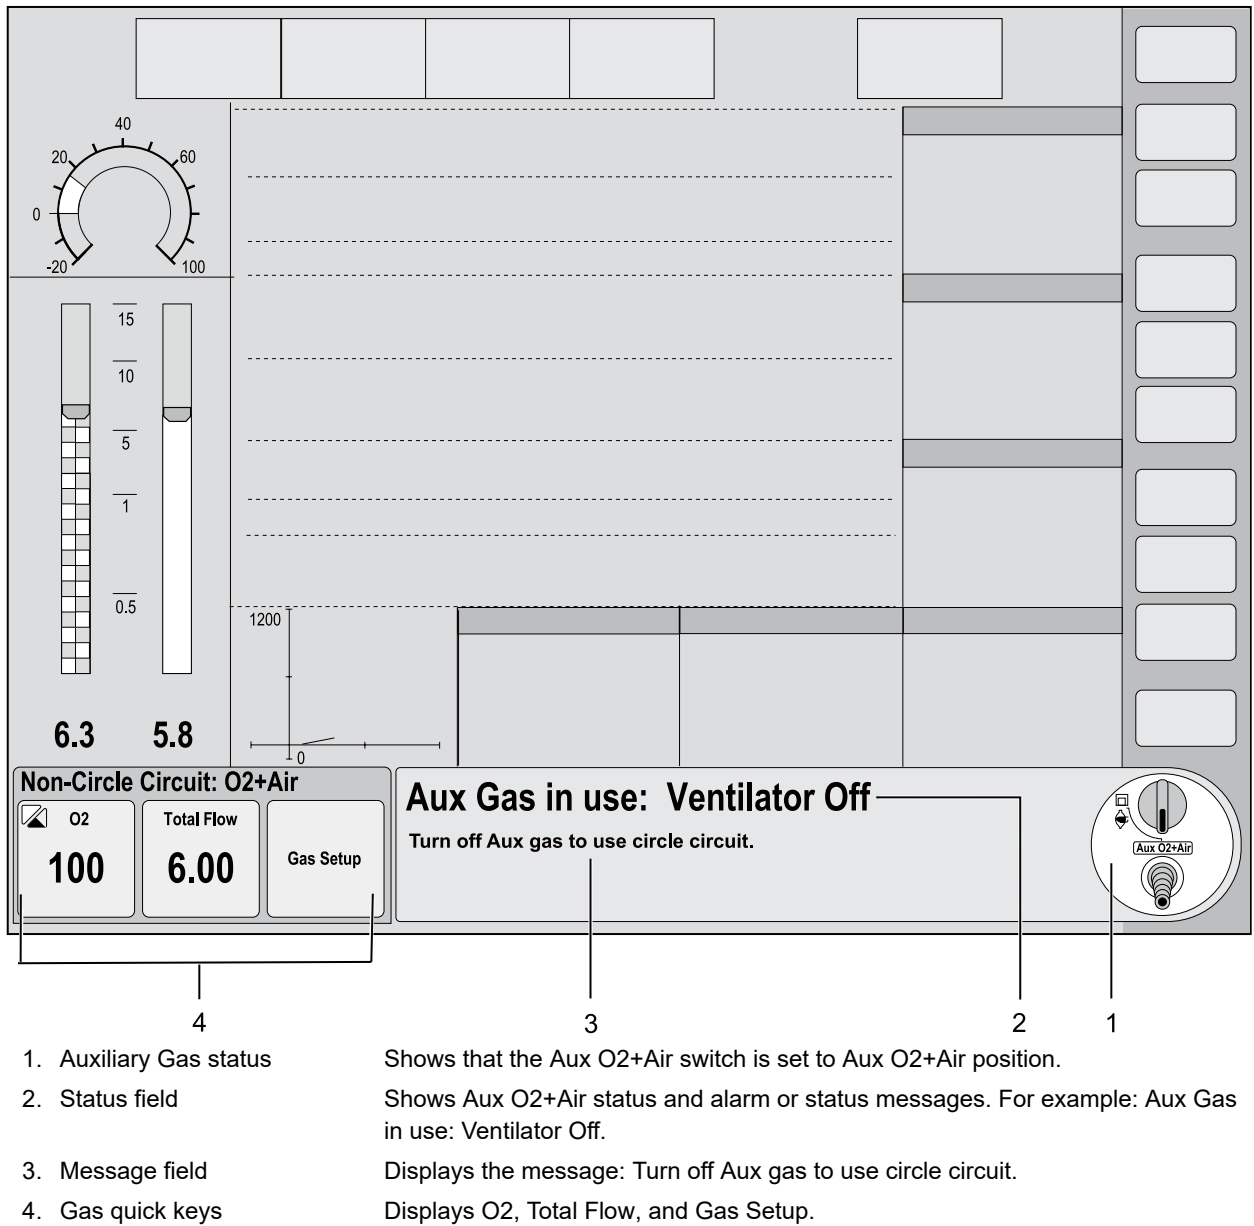 40
20
60
0
-20
100
15
10
5
1
0.5
1200
0
6.3 5.8
Non-Circle Circuit: O2+Air
O2
100
Total Flow
6.00
Gas Setup
Aux Gas in use: Ventilator Off
Turn off Aux gas to use circle circuit.
Aux O2+Air
4 3 2 1
1. Auxiliary Gas status Shows that the Aux O2+Air switch is set to Aux O2+Air position.
2. Status field Shows Aux O2+Air status and alarm or status messages. For example: Aux Gas
in use: Ventilator Off.
3. Message field Displays the message: Turn off Aux gas to use circle circuit.
4. Gas quick keys Displays O2, Total Flow, and Gas Setup.